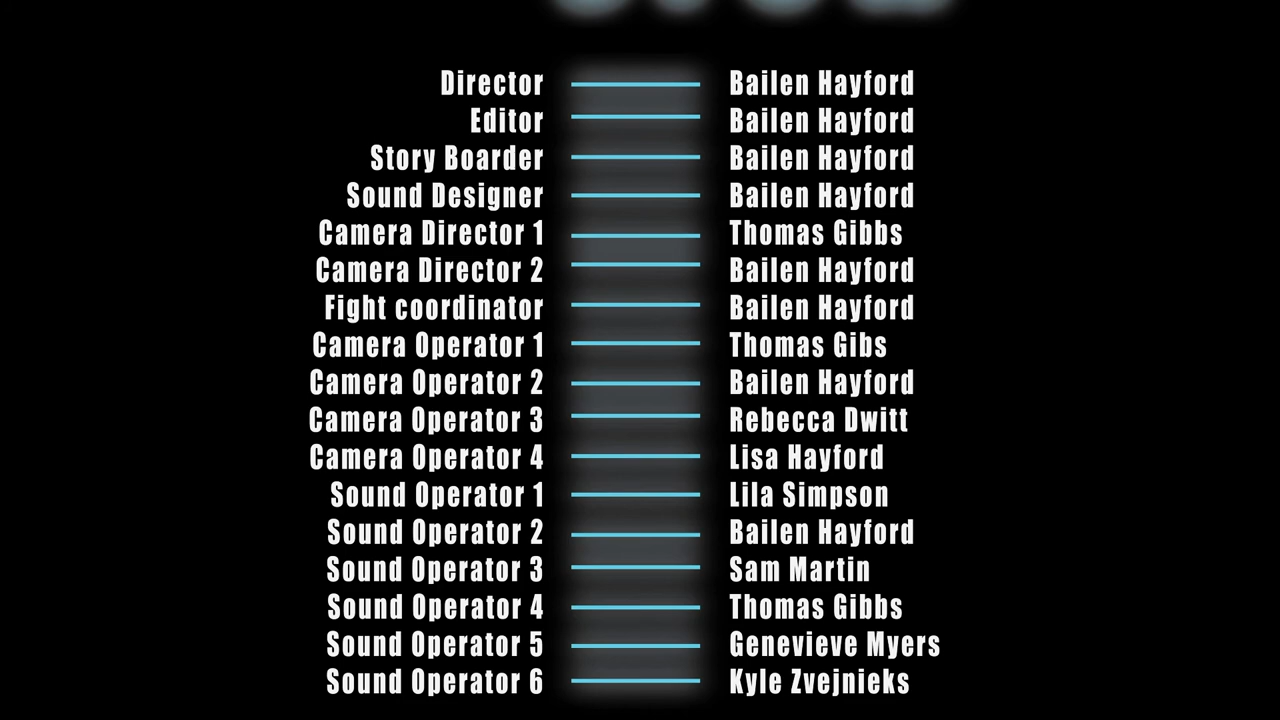 Director Bailen Hayford
Editor Bailen Hayford
Story Boarder Bailen Hayford
Sound Designer Bailen Hayford
Camera Director 1 Thomas Gibbs
Camera Director 2 Bailen Hayford
Fight coordinator Bailen Hayford
Camera Operator 1 Thomas Gibs
Camera Operator 2 Bailen Hayford
Camera Operator 3 Rebecca Dwitt
Camera Operator 4 Lisa Hayford
Sound Operator 1 Lila Simpson
Sound Operator 2 Bailen Hayford
Sound Operator 3 Sam Martin
Sound Operator 4 Thomas Gibbs
Sound Operator 5 Genevieve Myers
Sound Operator 6 Kyle Zvejnieks